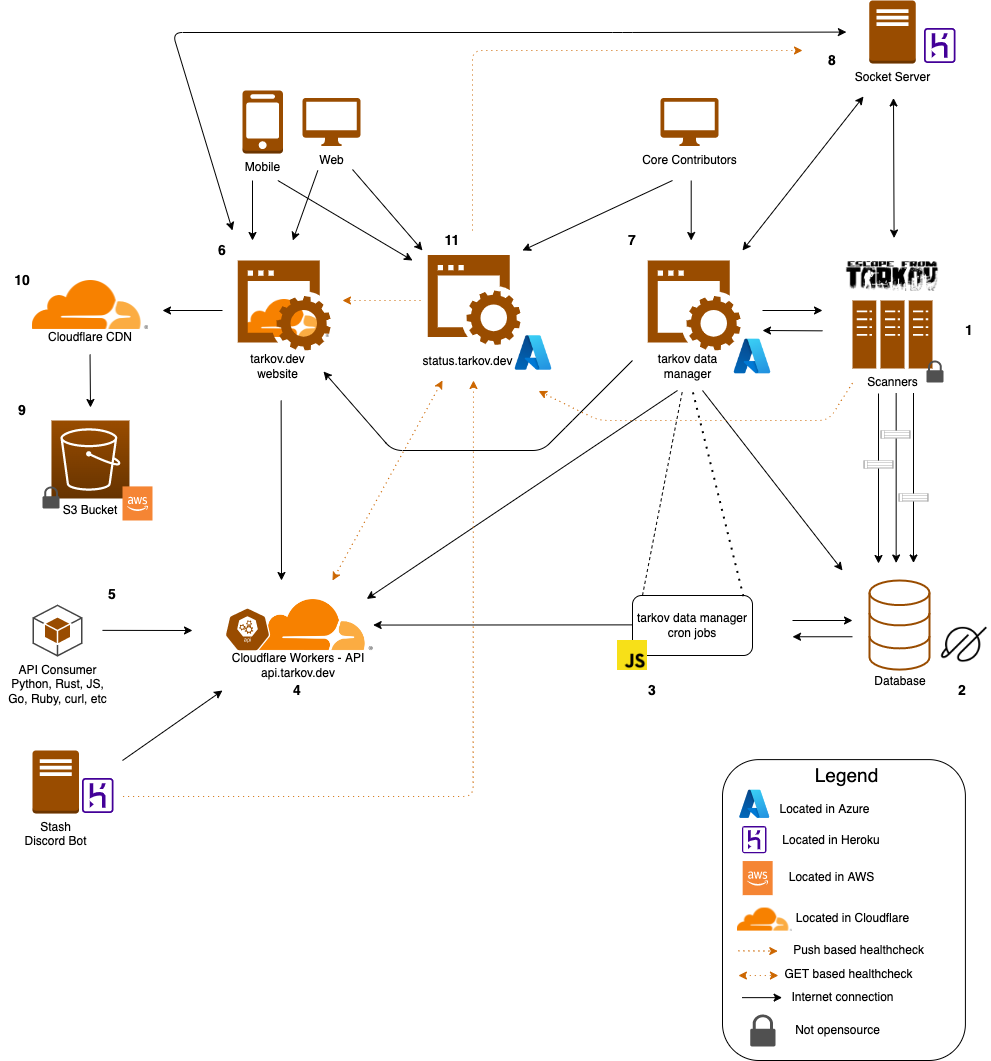 8
Socket Server
Mobile
Web
Core Contributors
6
11
7
10
Cloudflare CDN
tarkov.dev
website
status.tarkov.dev
tarkov data
manager
ESCAPE FROM
TARKOV
1
Scanners
9
aws
S3 Bucket
5
API Consumer
Python, Rust, JS,
Go, Ruby, curl, etc
api
Cloudflare Workers - API
api.tarkov.dev
4
tarkov data manager
cron jobs
JS
3
Database
2
Stash
Discord Bot
Legend
Located in Azure
Located in Heroku
aws
Located in AWS
Located in Cloudflare
Push based healthcheck
GET based healthcheck
Internet connection
Not opensource